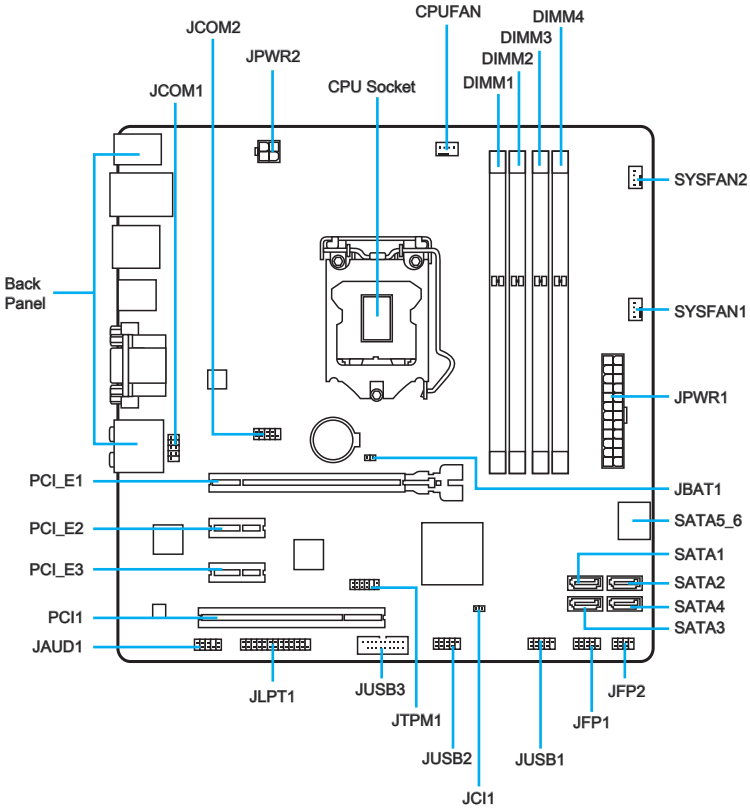 CPUFAN
DIMM4
JCOM2
DIMM3
JPWR2
DIMM2
JCOM1
CPU Socket
DIMM1
SYSFAN2
Back
Panel
SYSFAN1
JPWR1
PCI_E1
JBAT1
PCI_E2
SATA5_6
SATA1
PCI_E3
SATA2
PCI1
SATA4
SATA3
JAUD1
JLPT1
JUSB3
JTPM1
JFP2
JFP1
JUSB2
JUSB1
JCI1